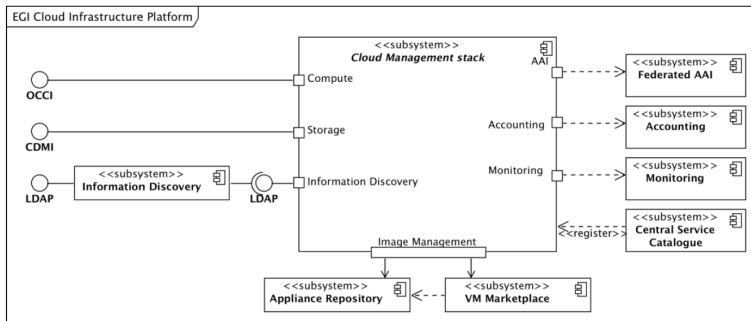 EGI Cloud Infrastructure Platform
<<subsystem>>
Cloud Management stack
AAI
<<subsystem>>
Federated AAI
Compute
OCCI
<<subsystem>>
Accounting
Accounting
Storage
CDMI
<<subsystem>>
Monitoring
Monitoring
<<subsystem>>
Information Discovery
Information Discovery
LDAP
LDAP
<<subsystem>>
Central Service
Catalogue
<<register>>
Image Management
<<subsystem>>
Appliance Repository
<<subsystem>>
VM Marketplace